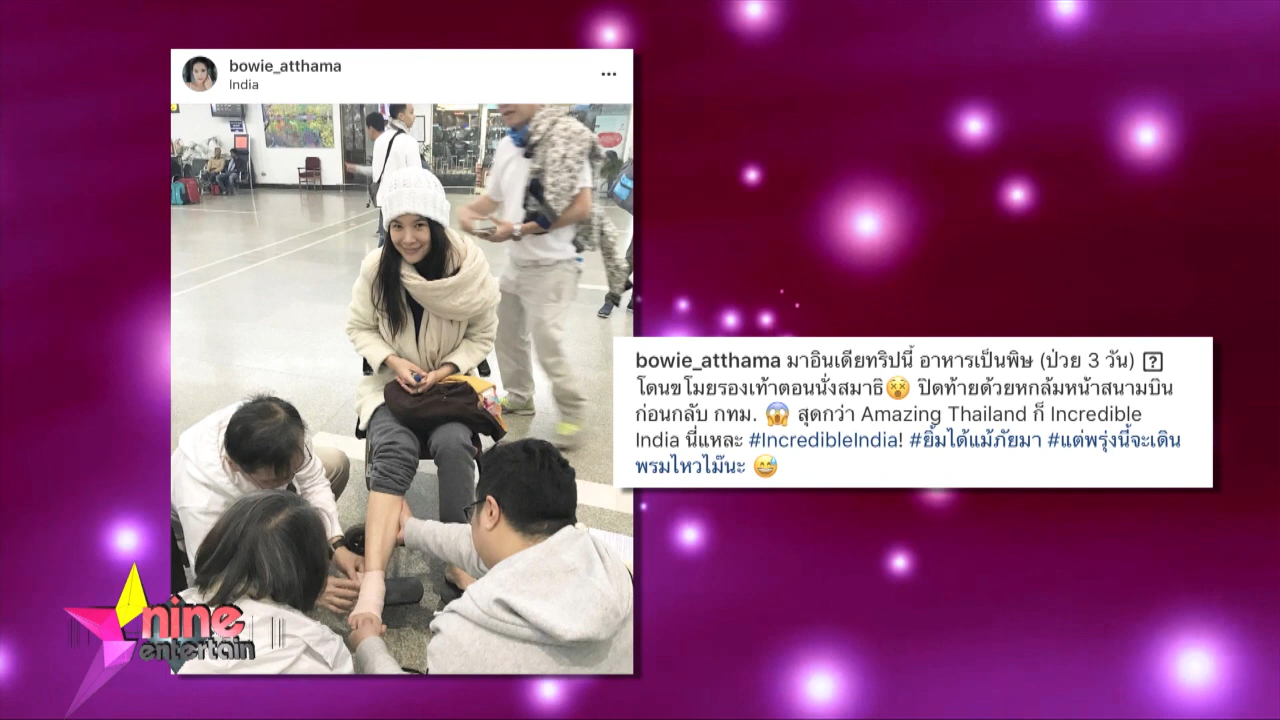 bowie_atthama
India
bowie_atthama มาอินเดียทริปนี้ อาหารเป็นพิษ (ป่วย 3 วัน) ?
โดนขโมยรองเท้าตอนนั่งสมาธิ😵 ปิดท้ายด้วยหกล้มหน้าสนามบิน
ก่อนกลับ กทม. 😱 สุดกว่า Amazing Thailand ก็ Incredible
India นี่แหละ #IncredibleIndia! #ยิ้มได้แม้ภัยมา #แต่พรุ่งนี้จะเดิน
พรมไหวไม๊นะ 😅
nine
entertain